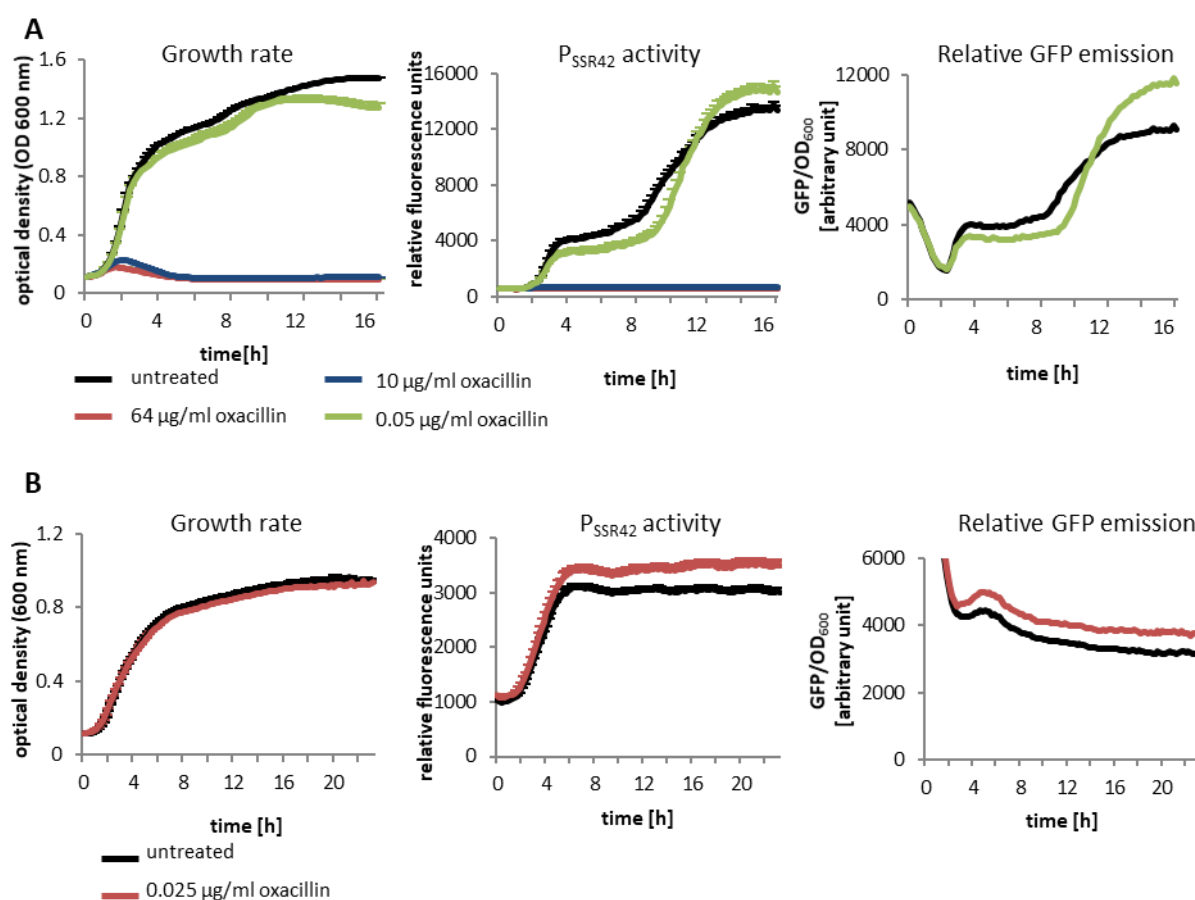 A
Growth rate
optical density (OD 600 nm)
1.6
1.2
0.8
0.4
0
0 4 8 12 16
time[h]
PSSR42 activity
relative fluorescence units
16000
12000
8000
4000
0
0 4 8 12 16
time [h]
Relative GFP emission
GFP/OD600
[arbitrary unit]
12000
8000
4000
0
0 4 8 12 16
time [h]
untreated
10 µg/ml oxacillin
64 µg/ml oxacillin
0.05 µg/ml oxacillin
B
Growth rate
optical density (600 nm)
1.2
0.8
0.4
0
0 4 8 12 16 20
time [h]
PSSR42 activity
relative fluorescence units
4000
3000
2000
1000
0
0 4 8 12 16 20
time [h]
Relative GFP emission
GFP/OD600
[arbitrary unit]
6000
4000
2000
0
0 4 8 12 16 20
time [h]
untreated
0.025 µg/ml oxacillin